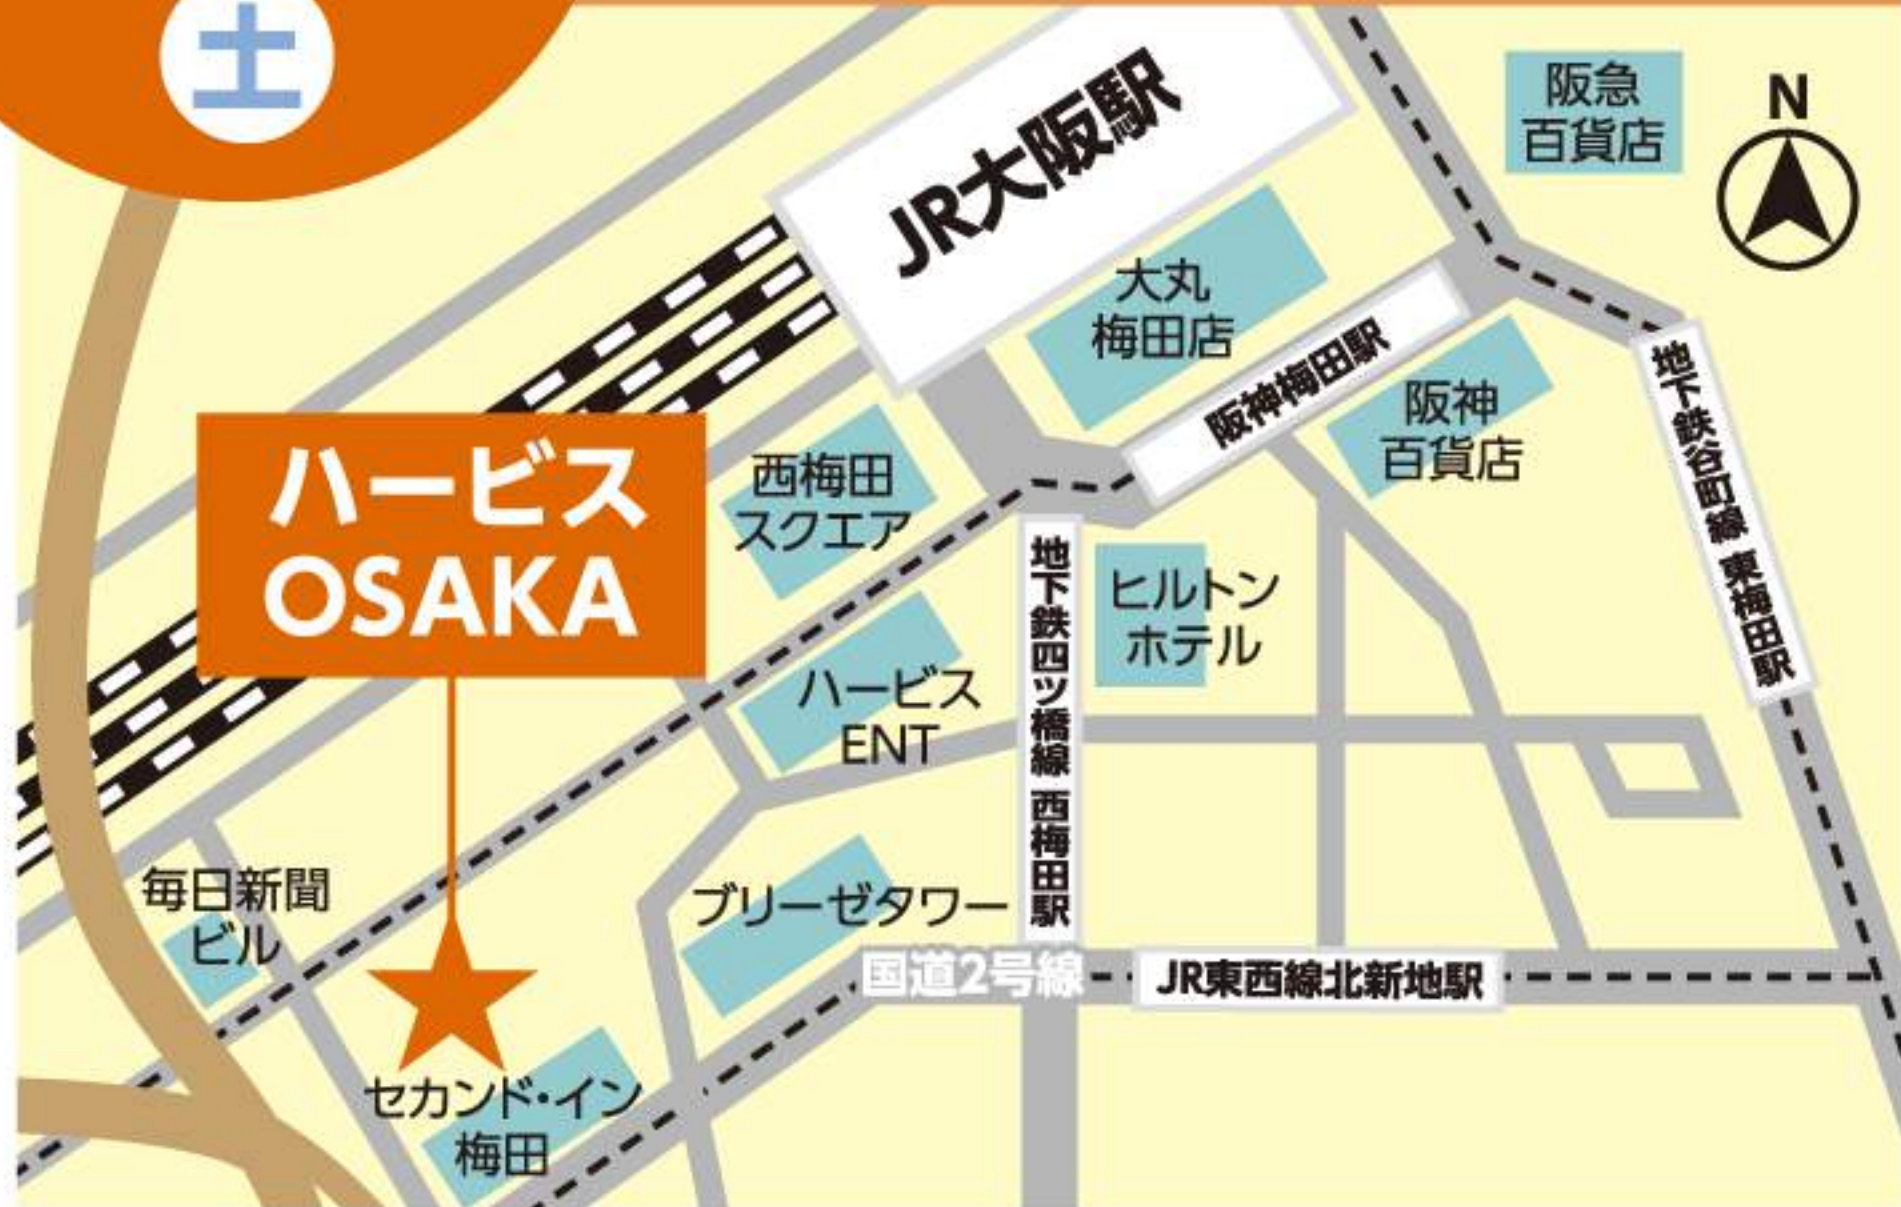 土
阪急
百貨店
N
JR大阪駅
大丸
梅田店
阪神梅田駅
阪神
百貨店
地下鉄谷町線 東梅田駅
ハービス
OSAKA
西梅田
スクエア
地下鉄四ツ橋線 西梅田駅
ヒルトン
ホテル
ハービス
ENT
毎日新聞
ビル
ブリーゼタワー
国道2号線
JR東西線北新地駅
セカンド・イン
梅田